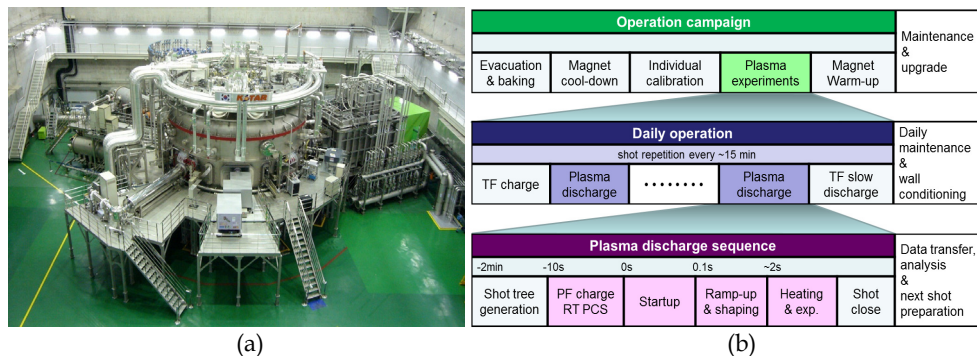 KSTAR
Operation campaign
Evacuation
& baking
Magnet
cool-down
Individual
calibration
Plasma
experiments
Magnet
Warm-up
Maintenance
&
upgrade
Daily operation
shot repetition every ~15 min
TF charge
Plasma
discharge
· · · · · · · ·
Plasma
discharge
TF slow
discharge
Daily
maintenance
&
wall
conditioning
Plasma discharge sequence
-2min
-10s
0s
0.1s
~2s
Shot tree
generation
PF charge
RT PCS
Startup
Ramp-up
& shaping
Heating
& exp.
Shot
close
Data transfer,
analysis
&
next shot
preparation
(a)
(b)